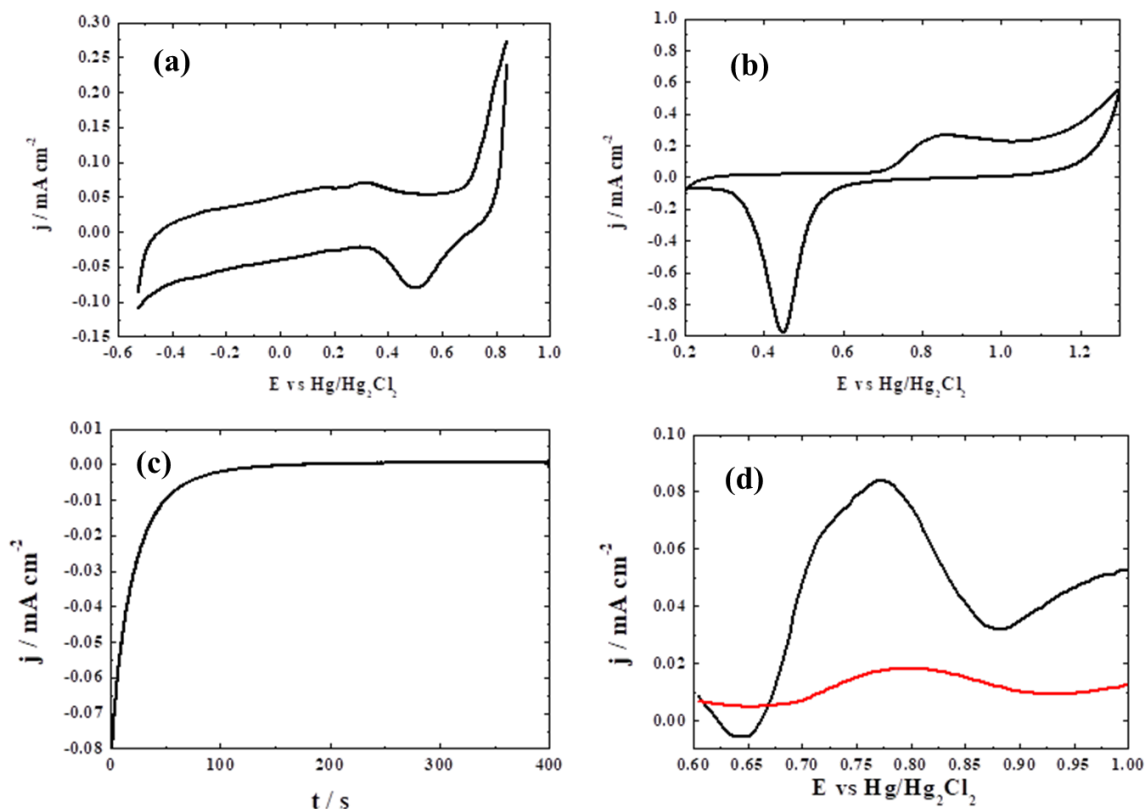 (a)
0.30
0.25
0.20
0.15
0.10
0.05
0.00
-0.05
-0.10
-0.15
j / mA cm-2
-0.6 -0.4 -0.2 0.0 0.2 0.4 0.6 0.8 1.0
E vs Hg/Hg2Cl2
(b)
1.0
0.8
0.6
0.4
0.2
0.0
-0.2
-0.4
-0.6
-0.8
-1.0
j / mA cm-2
0.2 0.4 0.6 0.8 1.0 1.2
E vs Hg/Hg2Cl2
(c)
0.01
0.00
-0.01
-0.02
-0.03
-0.04
-0.05
-0.06
-0.07
-0.08
j / mA cm-2
0 100 200 300 400
t / s
(d)
0.10
0.08
0.06
0.04
0.02
0.00
j / mA cm-2
0.60 0.65 0.70 0.75 0.80 0.85 0.90 0.95 1.00
E vs Hg/Hg2Cl2